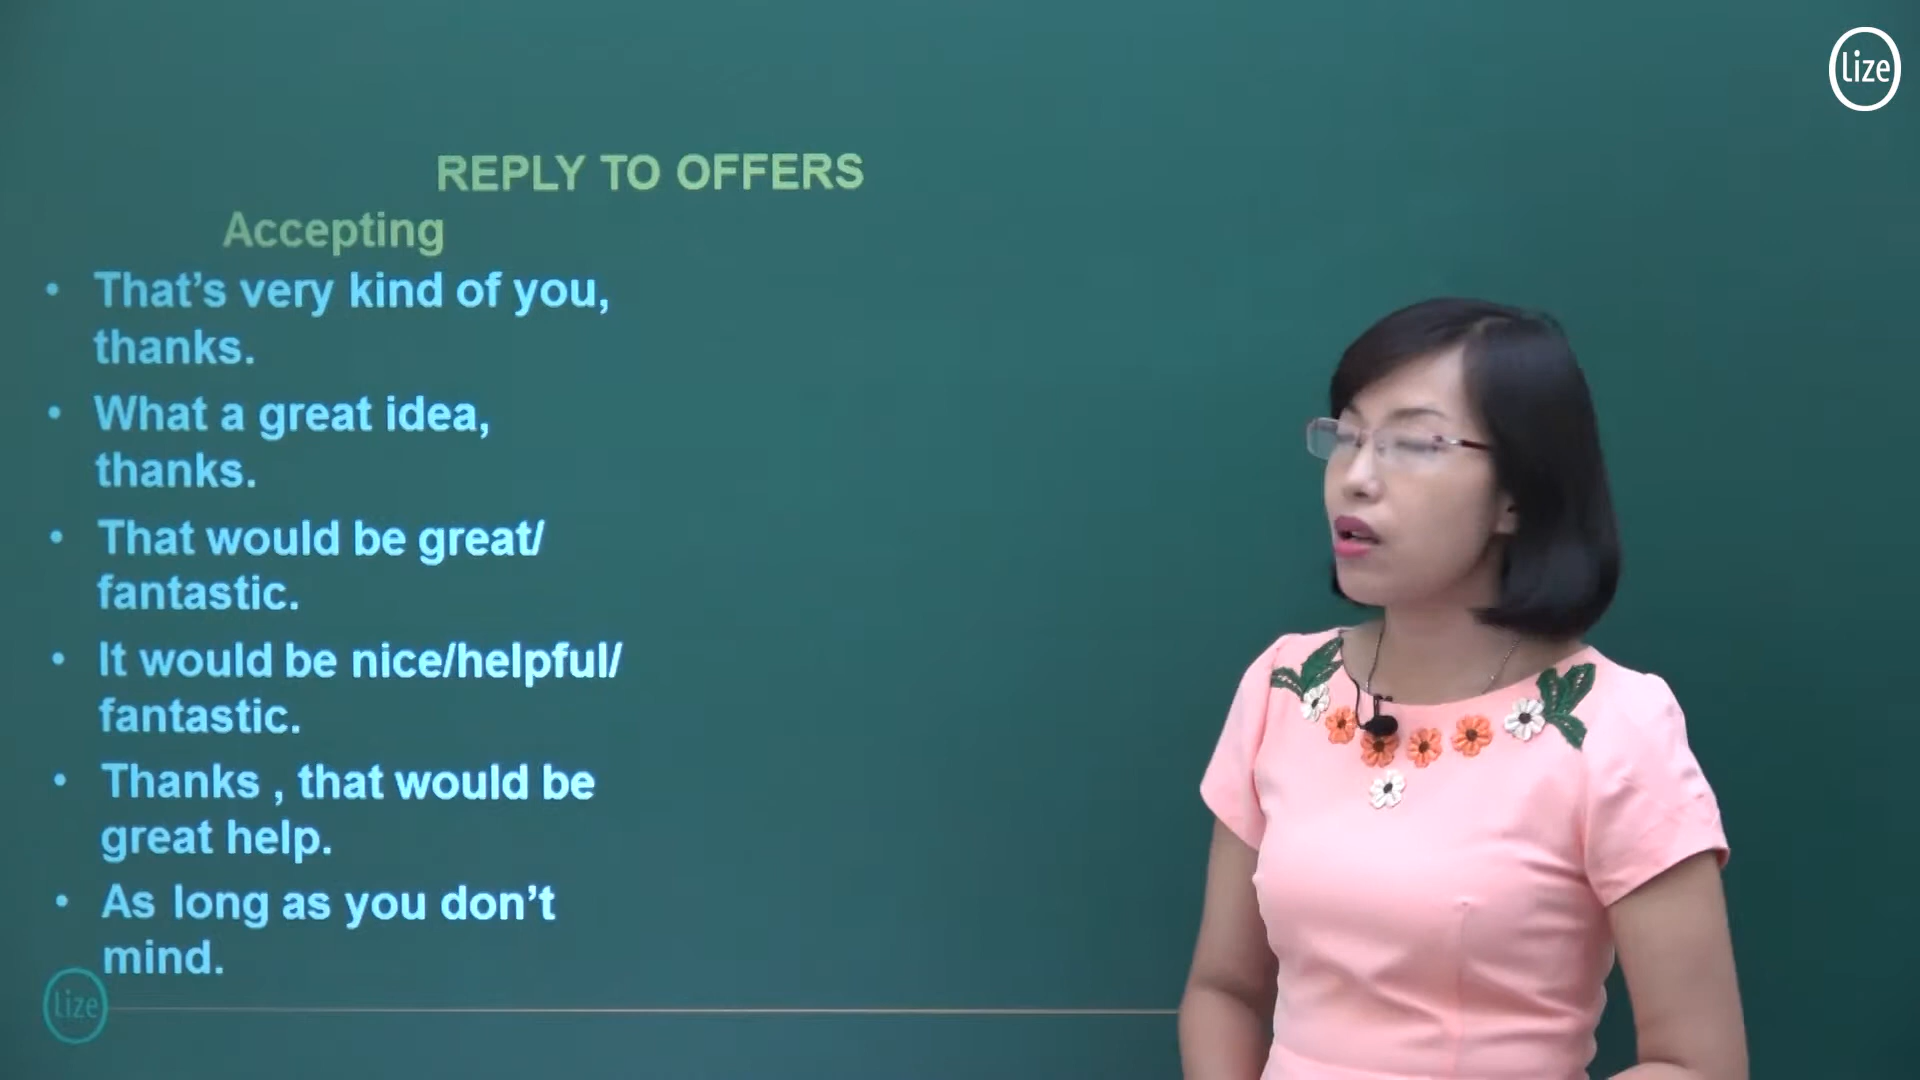 lize
REPLY TO OFFERS
Accepting
• That’s very kind of you,
thanks.
• What a great idea,
thanks.
• That would be great/
fantastic.
• It would be nice/helpful/
fantastic.
• Thanks , that would be
great help.
• As long as you don’t
mind.
lize